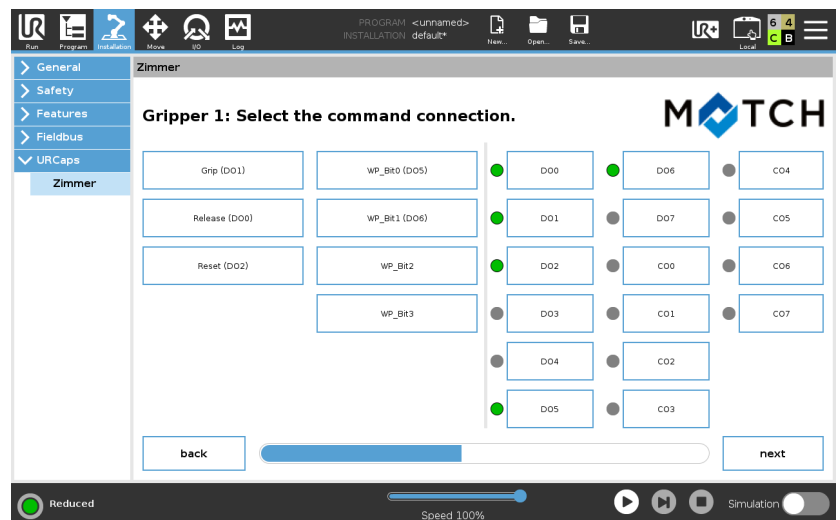 PROGRAM <unnamed>
INSTALLATION default*
Run
Program
Installation
Move
I/O
Log
New...
Open...
Save...
R+
Local
6 4
C B
General
Safety
Features
Fieldbus
URCaps
Zimmer
Zimmer
Gripper 1: Select the command connection.
MATCH
Grip (DO1) WP_Bit0 (DO5) DO0 DO6 CO4
Release (DO0) WP_Bit1 (DO6) DO1 DO7 CO5
Reset (DO2) WP_Bit2 DO2 CO0 CO6
WP_Bit3 DO3 CO1 CO7
DO4 CO2
DO5 CO3
back next
Reduced
Speed 100%
Simulation